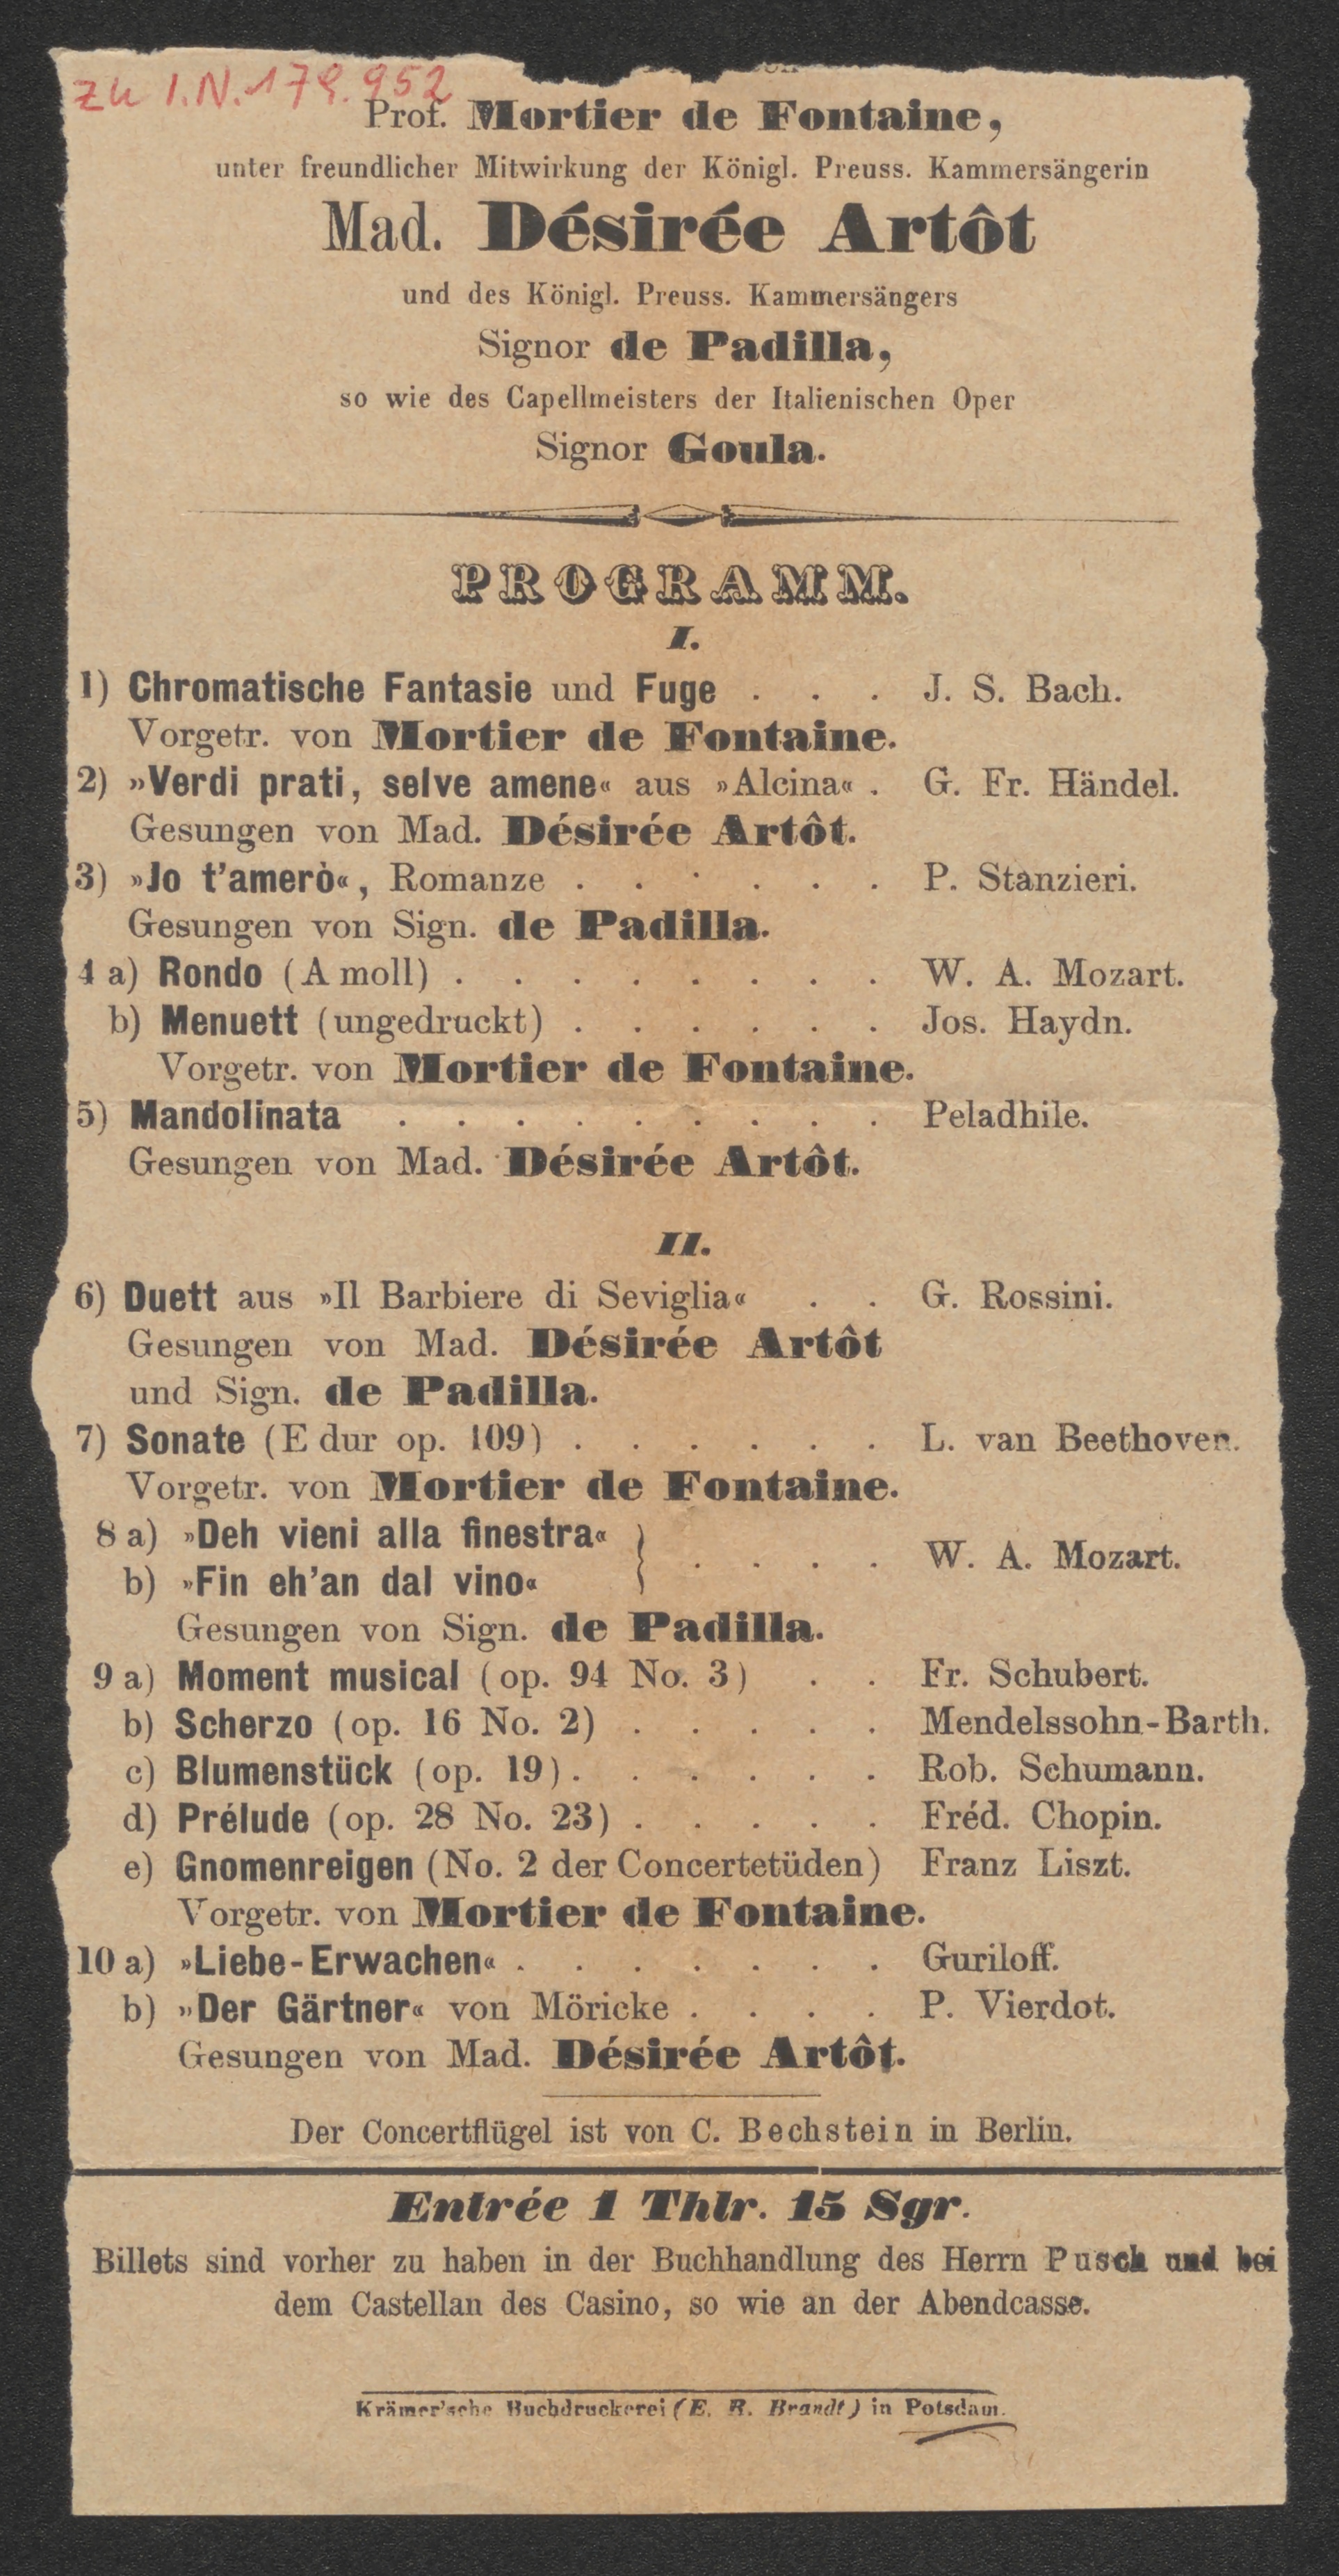 zu I.N. 179.952
Prof. Mortier de Fontaine,
unter freundlicher Mitwirkung der Königl. Preuss. Kammersängerin
Mad. Désirée Artôt
und des Königl. Preuss. Kammersängers
Signor de Padilla,
so wie des Capellmeisters der Italienischen Oper
Signor Goula.
PROGRAMM.
I.
1) Chromatische Fantasie und Fuge . . . J. S. Bach.
Vorgetr. von Mortier de Fontaine.
2) »Verdi prati, selve amene« aus »Alcina« . G. Fr. Händel.
Gesungen von Mad. Désirée Artôt.
3) »Jo t'amerò«, Romanze . . . . . . P. Stanzieri.
Gesungen von Sign. de Padilla.
4 a) Rondo (A moll) . . . . . . . . W. A. Mozart.
b) Menuett (ungedruckt) . . . . . . Jos. Haydn.
Vorgetr. von Mortier de Fontaine.
5) Mandolinata . . . . . . . . . Peladhile.
Gesungen von Mad. Désirée Artôt.
II.
6) Duett aus »Il Barbiere di Seviglia« . . G. Rossini.
Gesungen von Mad. Désirée Artôt
und Sign. de Padilla.
7) Sonate (E dur op. 109) . . . . . . L. van Beethoven.
Vorgetr. von Mortier de Fontaine.
8 a) »Deh vieni alla finestra«
b) »Fin eh'an dal vino« } . . . . W. A. Mozart.
Gesungen von Sign. de Padilla.
9 a) Moment musical (op. 94 No. 3) . . Fr. Schubert.
b) Scherzo (op. 16 No. 2) . . . . . Mendelssohn-Barth.
c) Blumenstück (op. 19) . . . . . . Rob. Schumann.
d) Prélude (op. 28 No. 23) . . . . . Fréd. Chopin.
e) Gnomenreigen (No. 2 der Concertetüden) Franz Liszt.
Vorgetr. von Mortier de Fontaine.
10 a) »Liebe-Erwachen« . . . . . . . Guriloff.
b) »Der Gärtner« von Möricke . . . . P. Vierdot.
Gesungen von Mad. Désirée Artôt.
Der Concertflügel ist von C. Bechstein in Berlin.
Entrée 1 Thlr. 15 Sgr.
Billets sind vorher zu haben in der Buchhandlung des Herrn Pusch und bei
dem Castellan des Casino, so wie an der Abendcasse.
Krämer'sche Buchdruckerei (E. R. Brandt) in Potsdam.